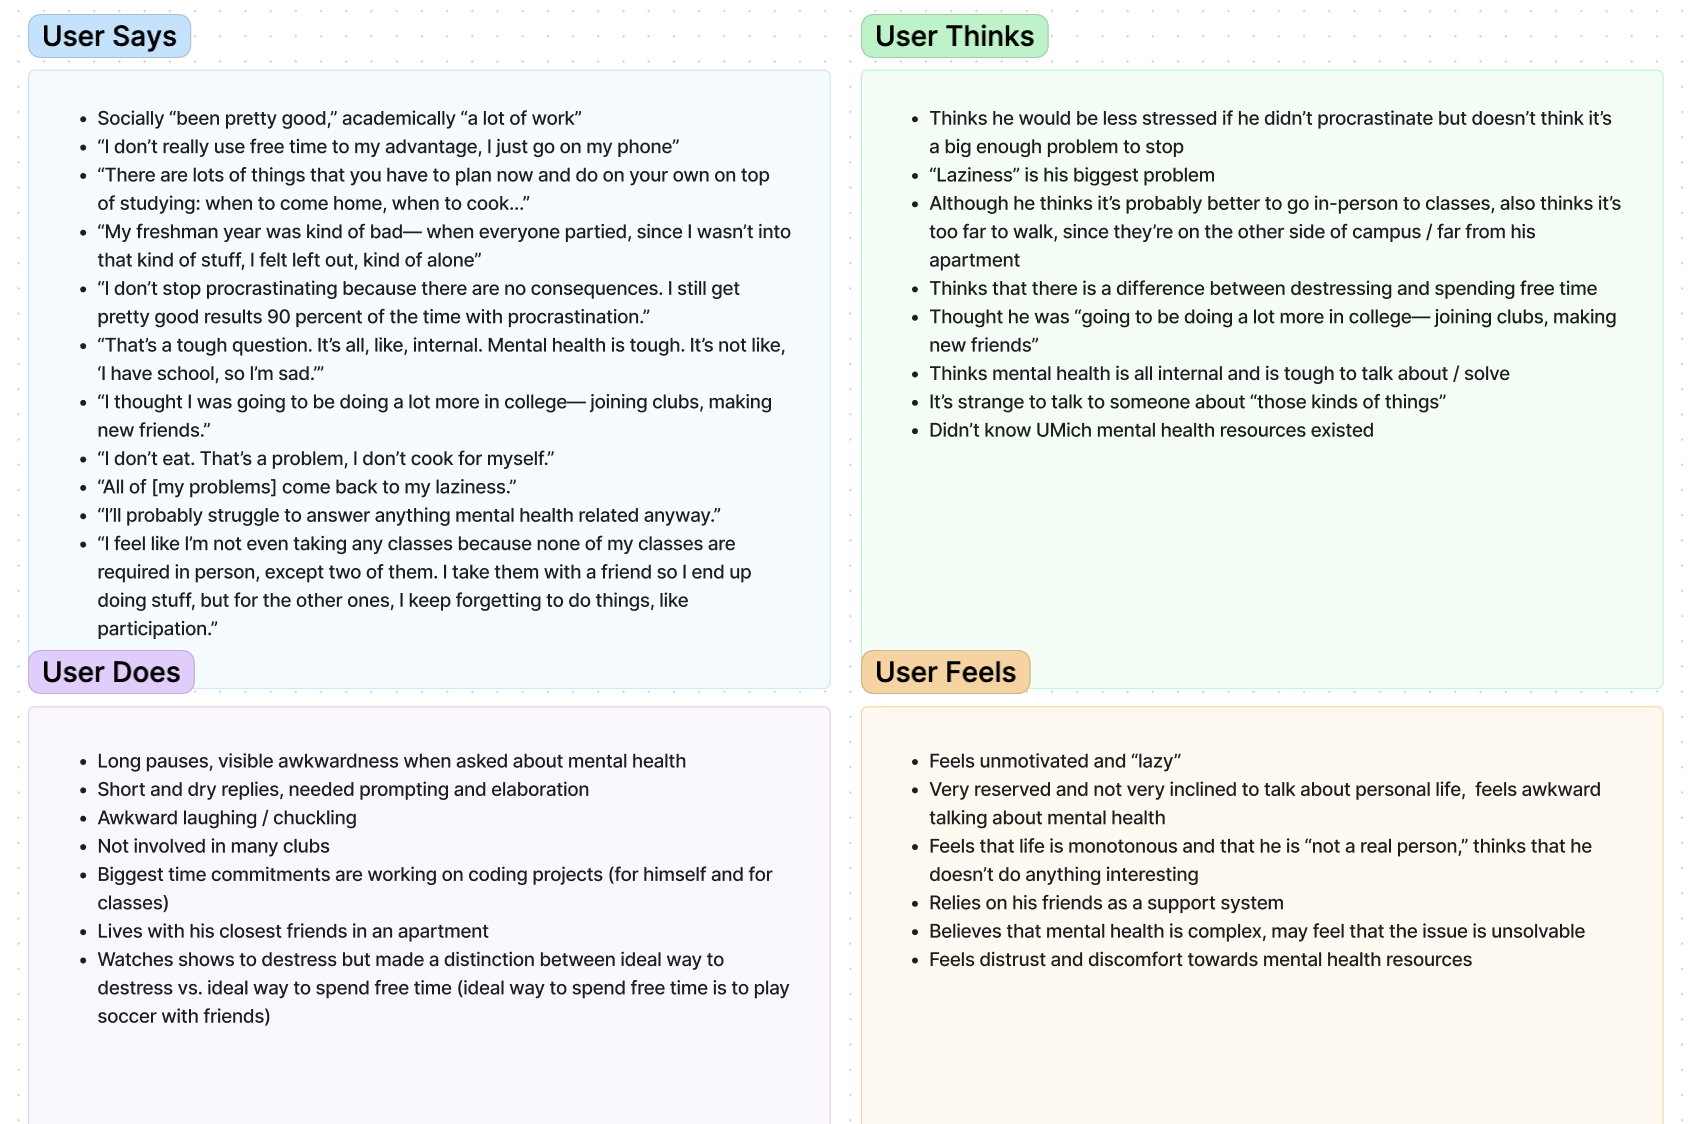 User Says
• Socially “been pretty good,” academically “a lot of work”
• “I don’t really use free time to my advantage, I just go on my phone”
• “There are lots of things that you have to plan now and do on your own on top
of studying: when to come home, when to cook...”
• “My freshman year was kind of bad— when everyone partied, since I wasn’t into
that kind of stuff, I felt left out, kind of alone”
• “I don’t stop procrastinating because there are no consequences. I still get
pretty good results 90 percent of the time with procrastination.”
• “That’s a tough question. It’s all, like, internal. Mental health is tough. It’s not like,
‘I have school, so I’m sad.’”
• “I thought I was going to be doing a lot more in college— joining clubs, making
new friends.”
• “I don’t eat. That’s a problem, I don’t cook for myself.”
• “All of [my problems] come back to my laziness.”
• “I’ll probably struggle to answer anything mental health related anyway.”
• “I feel like I’m not even taking any classes because none of my classes are
required in person, except two of them. I take them with a friend so I end up
doing stuff, but for the other ones, I keep forgetting to do things, like
participation.”
User Thinks
• Thinks he would be less stressed if he didn’t procrastinate but doesn’t think it’s
a big enough problem to stop
• “Laziness” is his biggest problem
• Although he thinks it’s probably better to go in-person to classes, also thinks it’s
too far to walk, since they’re on the other side of campus / far from his
apartment
• Thinks that there is a difference between destressing and spending free time
• Thought he was “going to be doing a lot more in college— joining clubs, making
new friends”
• Thinks mental health is all internal and is tough to talk about / solve
• It’s strange to talk to someone about “those kinds of things”
• Didn’t know UMich mental health resources existed
User Does
• Long pauses, visible awkwardness when asked about mental health
• Short and dry replies, needed prompting and elaboration
• Awkward laughing / chuckling
• Not involved in many clubs
• Biggest time commitments are working on coding projects (for himself and for
classes)
• Lives with his closest friends in an apartment
• Watches shows to destress but made a distinction between ideal way to
destress vs. ideal way to spend free time (ideal way to spend free time is to play
soccer with friends)
User Feels
• Feels unmotivated and “lazy”
• Very reserved and not very inclined to talk about personal life,  feels awkward
talking about mental health
• Feels that life is monotonous and that he is “not a real person,” thinks that he
doesn’t do anything interesting
• Relies on his friends as a support system
• Believes that mental health is complex, may feel that the issue is unsolvable
• Feels distrust and discomfort towards mental health resources